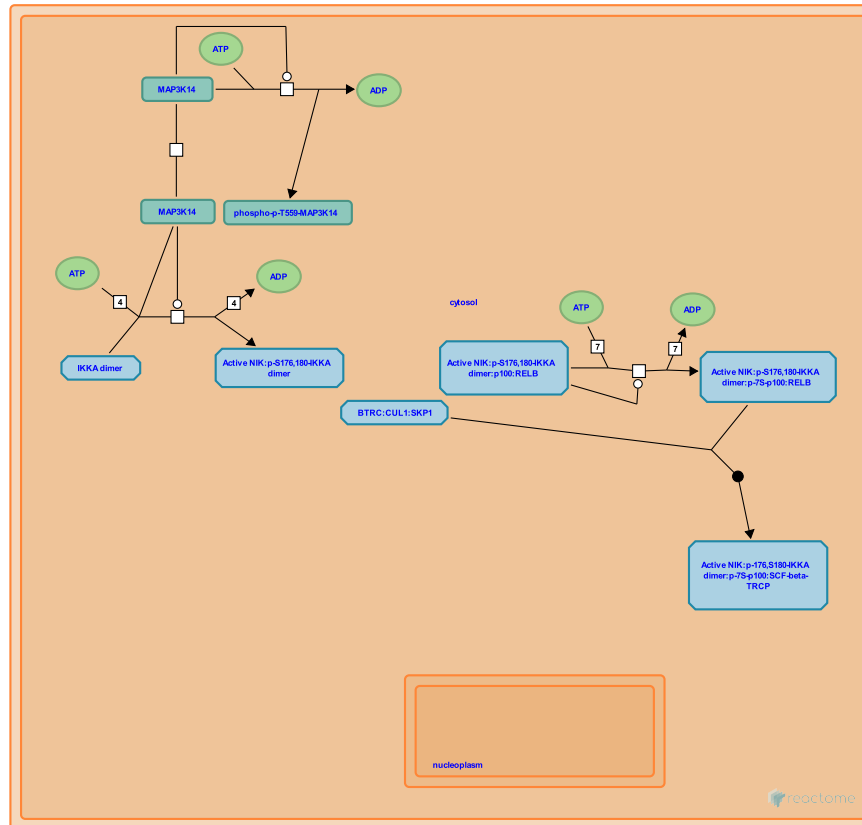 ATP
MAP3K14
ADP
MAP3K14
phospho-p-T559-MAP3K14
ATP
4
4
ADP
IKKA dimer
Active NIK:p-S176,180-IKKA
dimer
cytosol
ATP
ADP
7
7
Active NIK:p-S176,180-IKKA
dimer:p100:RELB
Active NIK:p-S176,180-IKKA
dimer:p-7S-p100:RELB
BTRC:CUL1:SKP1
Active NIK:p-176,S180-IKKA
dimer:p-7S-p100:SCF-beta-
TRCP
nucleoplasm
reactome